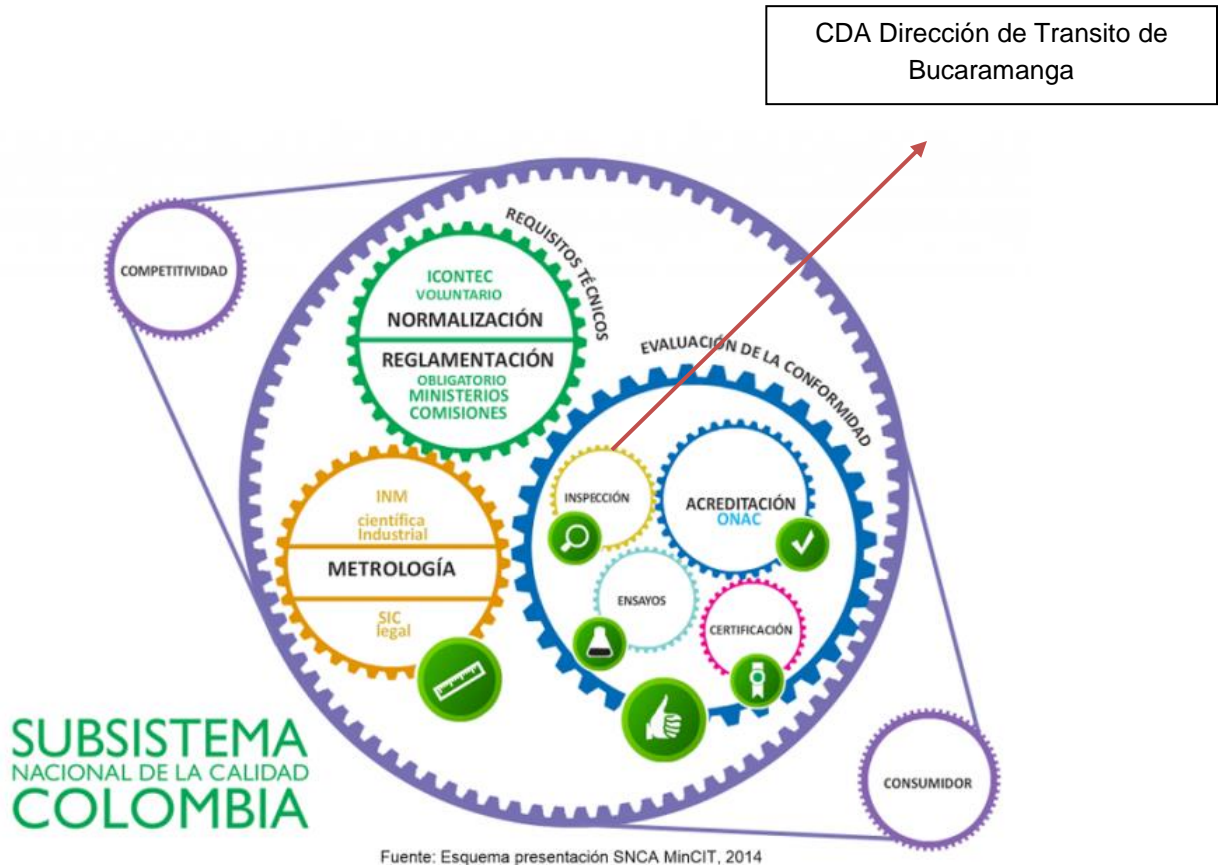 CDA Dirección de Transito de
Bucaramanga
COMPETITIVIDAD
REQUISITOS TÉCNICOS
ICONTEC
VOLUNTARIO
NORMALIZACIÓN
REGLAMENTACIÓN
OBLIGATORIO
MINISTERIOS
COMISIONES
EVALUACIÓN DE LA CONFORMIDAD
INSPECCIÓN
ACREDITACIÓN
ONAC
ENSAYOS
CERTIFICACIÓN
INM
científica
Industrial
METROLOGÍA
SIC
legal
SUBSISTEMA
NACIONAL DE LA CALIDAD
COLOMBIA
CONSUMIDOR
Fuente: Esquema presentación SNCA MinCIT, 2014